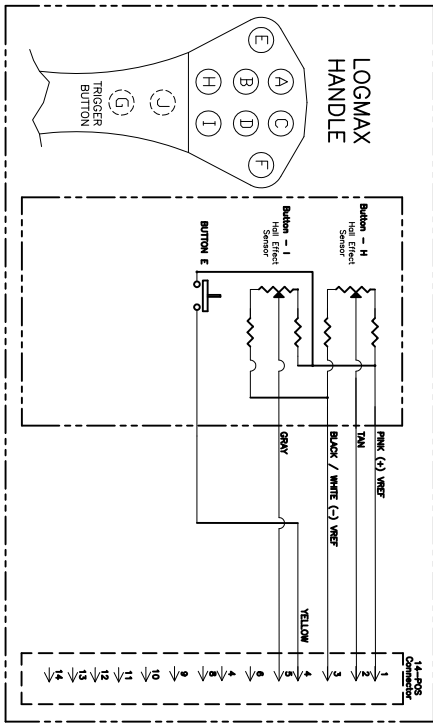 LOGMAX
HANDLE
E
A
C
B
D
F
H
I
J
G
TRIGGER
BUTTON
Button - H
Hall Effect
Sensor
Button - I
Hall Effect
Sensor
BUTTON E
PINK (+) VREF
TAN
BLACK / WHITE (-) VREF
GRAY
YELLOW
14-POS
Connector
1
2
3
4
5
6
4
8
9
10
11
12
13
14